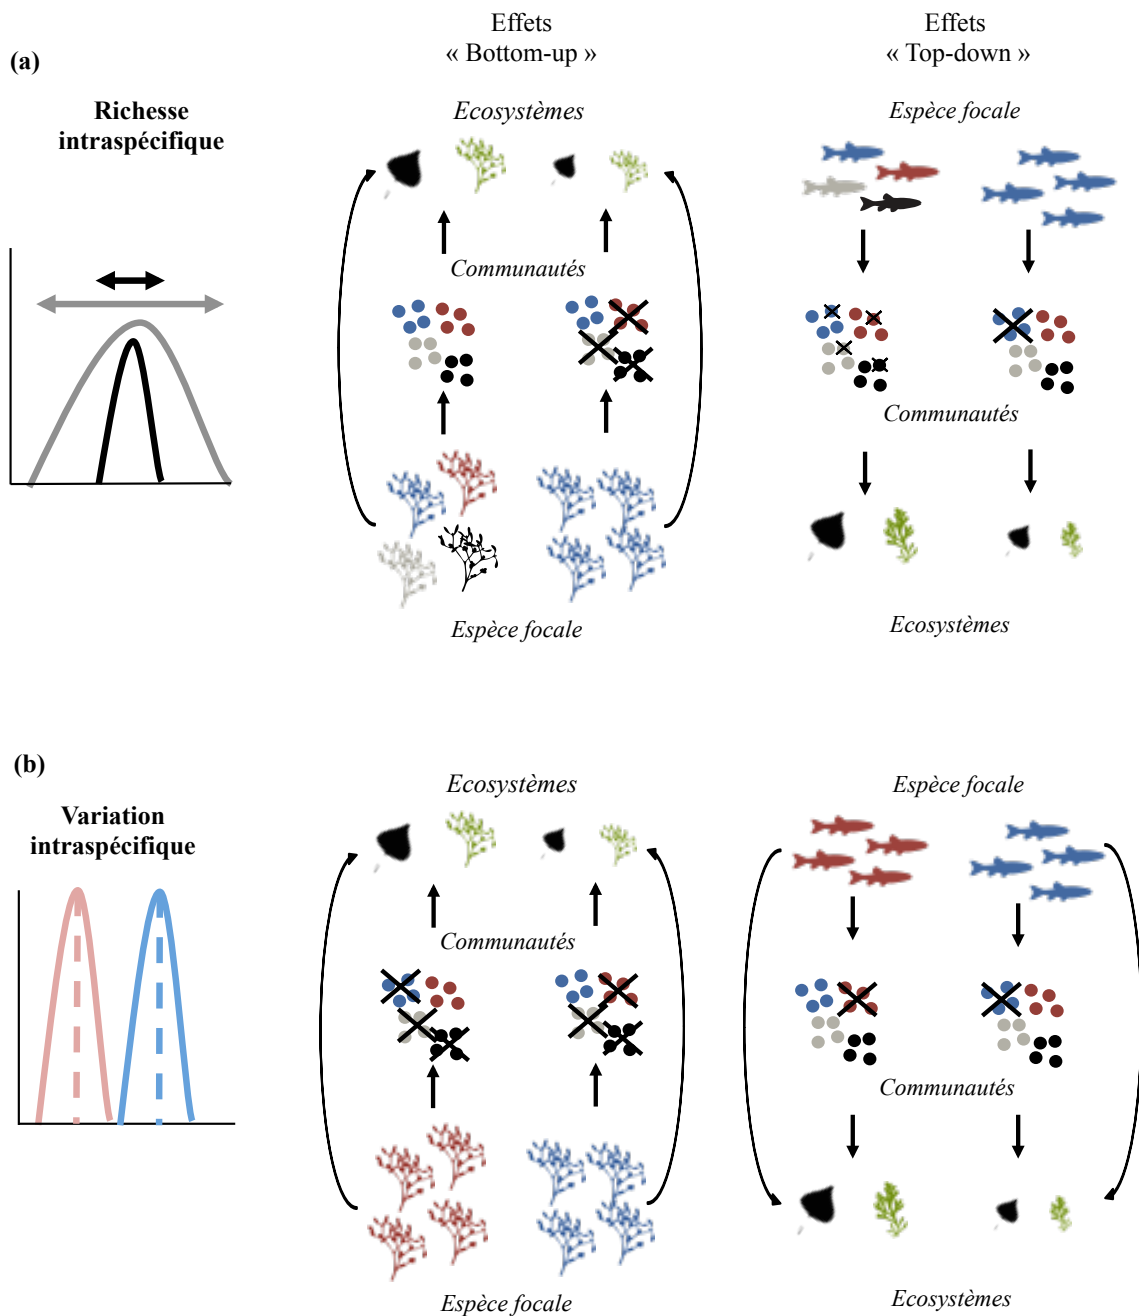 (a)
Richesse
intraspécifique
Effets
« Bottom-up »
Ecosystèmes
Communautés
Espèce focale
Effets
« Top-down »
Espèce focale
Communautés
Ecosystèmes
(b)
Variation
intraspécifique
Ecosystèmes
Communautés
Espèce focale
Espèce focale
Communautés
Ecosystèmes